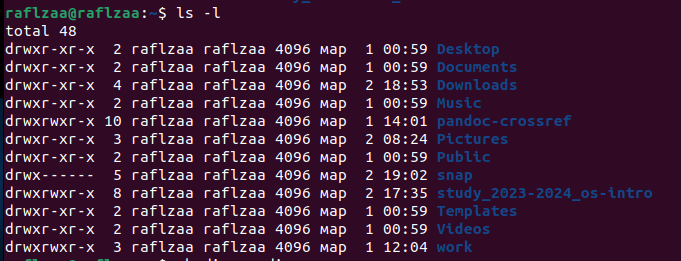 raflzaa@raflzaa:~$ ls -l
total 48
drwxr-xr-x  2 raflzaa raflzaa 4096 мар  1 00:59 Desktop
drwxr-xr-x  2 raflzaa raflzaa 4096 мар  1 00:59 Documents
drwxr-xr-x  4 raflzaa raflzaa 4096 мар  2 18:53 Downloads
drwxr-xr-x  2 raflzaa raflzaa 4096 мар  1 00:59 Music
drwxrwxr-x 10 raflzaa raflzaa 4096 мар  1 14:01 pandoc-crossref
drwxr-xr-x  3 raflzaa raflzaa 4096 мар  2 08:24 Pictures
drwxr-xr-x  2 raflzaa raflzaa 4096 мар  1 00:59 Public
drwx------  5 raflzaa raflzaa 4096 мар  2 19:02 snap
drwxrwxr-x  8 raflzaa raflzaa 4096 мар  2 17:35 study_2023-2024_os-intro
drwxr-xr-x  2 raflzaa raflzaa 4096 мар  1 00:59 Templates
drwxr-xr-x  2 raflzaa raflzaa 4096 мар  1 00:59 Videos
drwxrwxr-x  3 raflzaa raflzaa 4096 мар  1 12:04 work